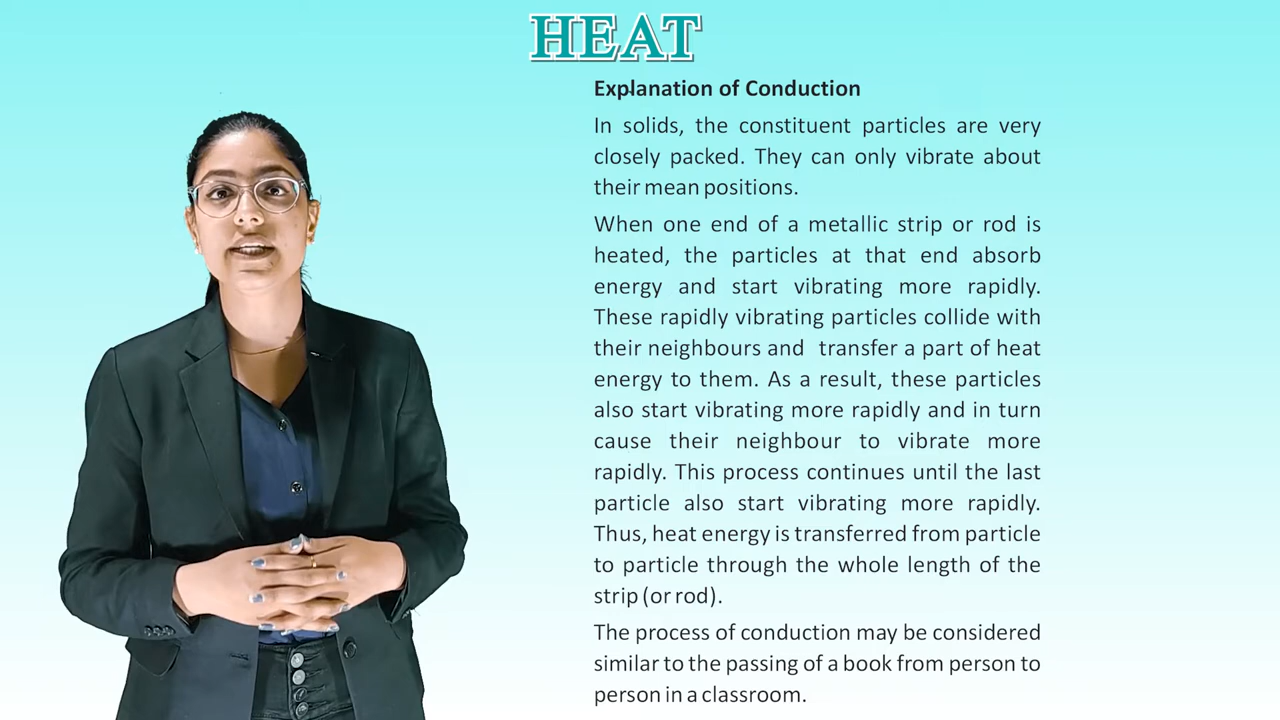 HEAT
Explanation of Conduction
In solids, the constituent particles are very
closely packed. They can only vibrate about
their mean positions.
When one end of a metallic strip or rod is
heated, the particles at that end absorb
energy and start vibrating more rapidly.
These rapidly vibrating particles collide with
their neighbours and transfer a part of heat
energy to them. As a result, these particles
also start vibrating more rapidly and in turn
cause their neighbour to vibrate more
rapidly. This process continues until the last
particle also start vibrating more rapidly.
Thus, heat energy is transferred from particle
to particle through the whole length of the
strip (or rod).
The process of conduction may be considered
similar to the passing of a book from person to
person in a classroom.